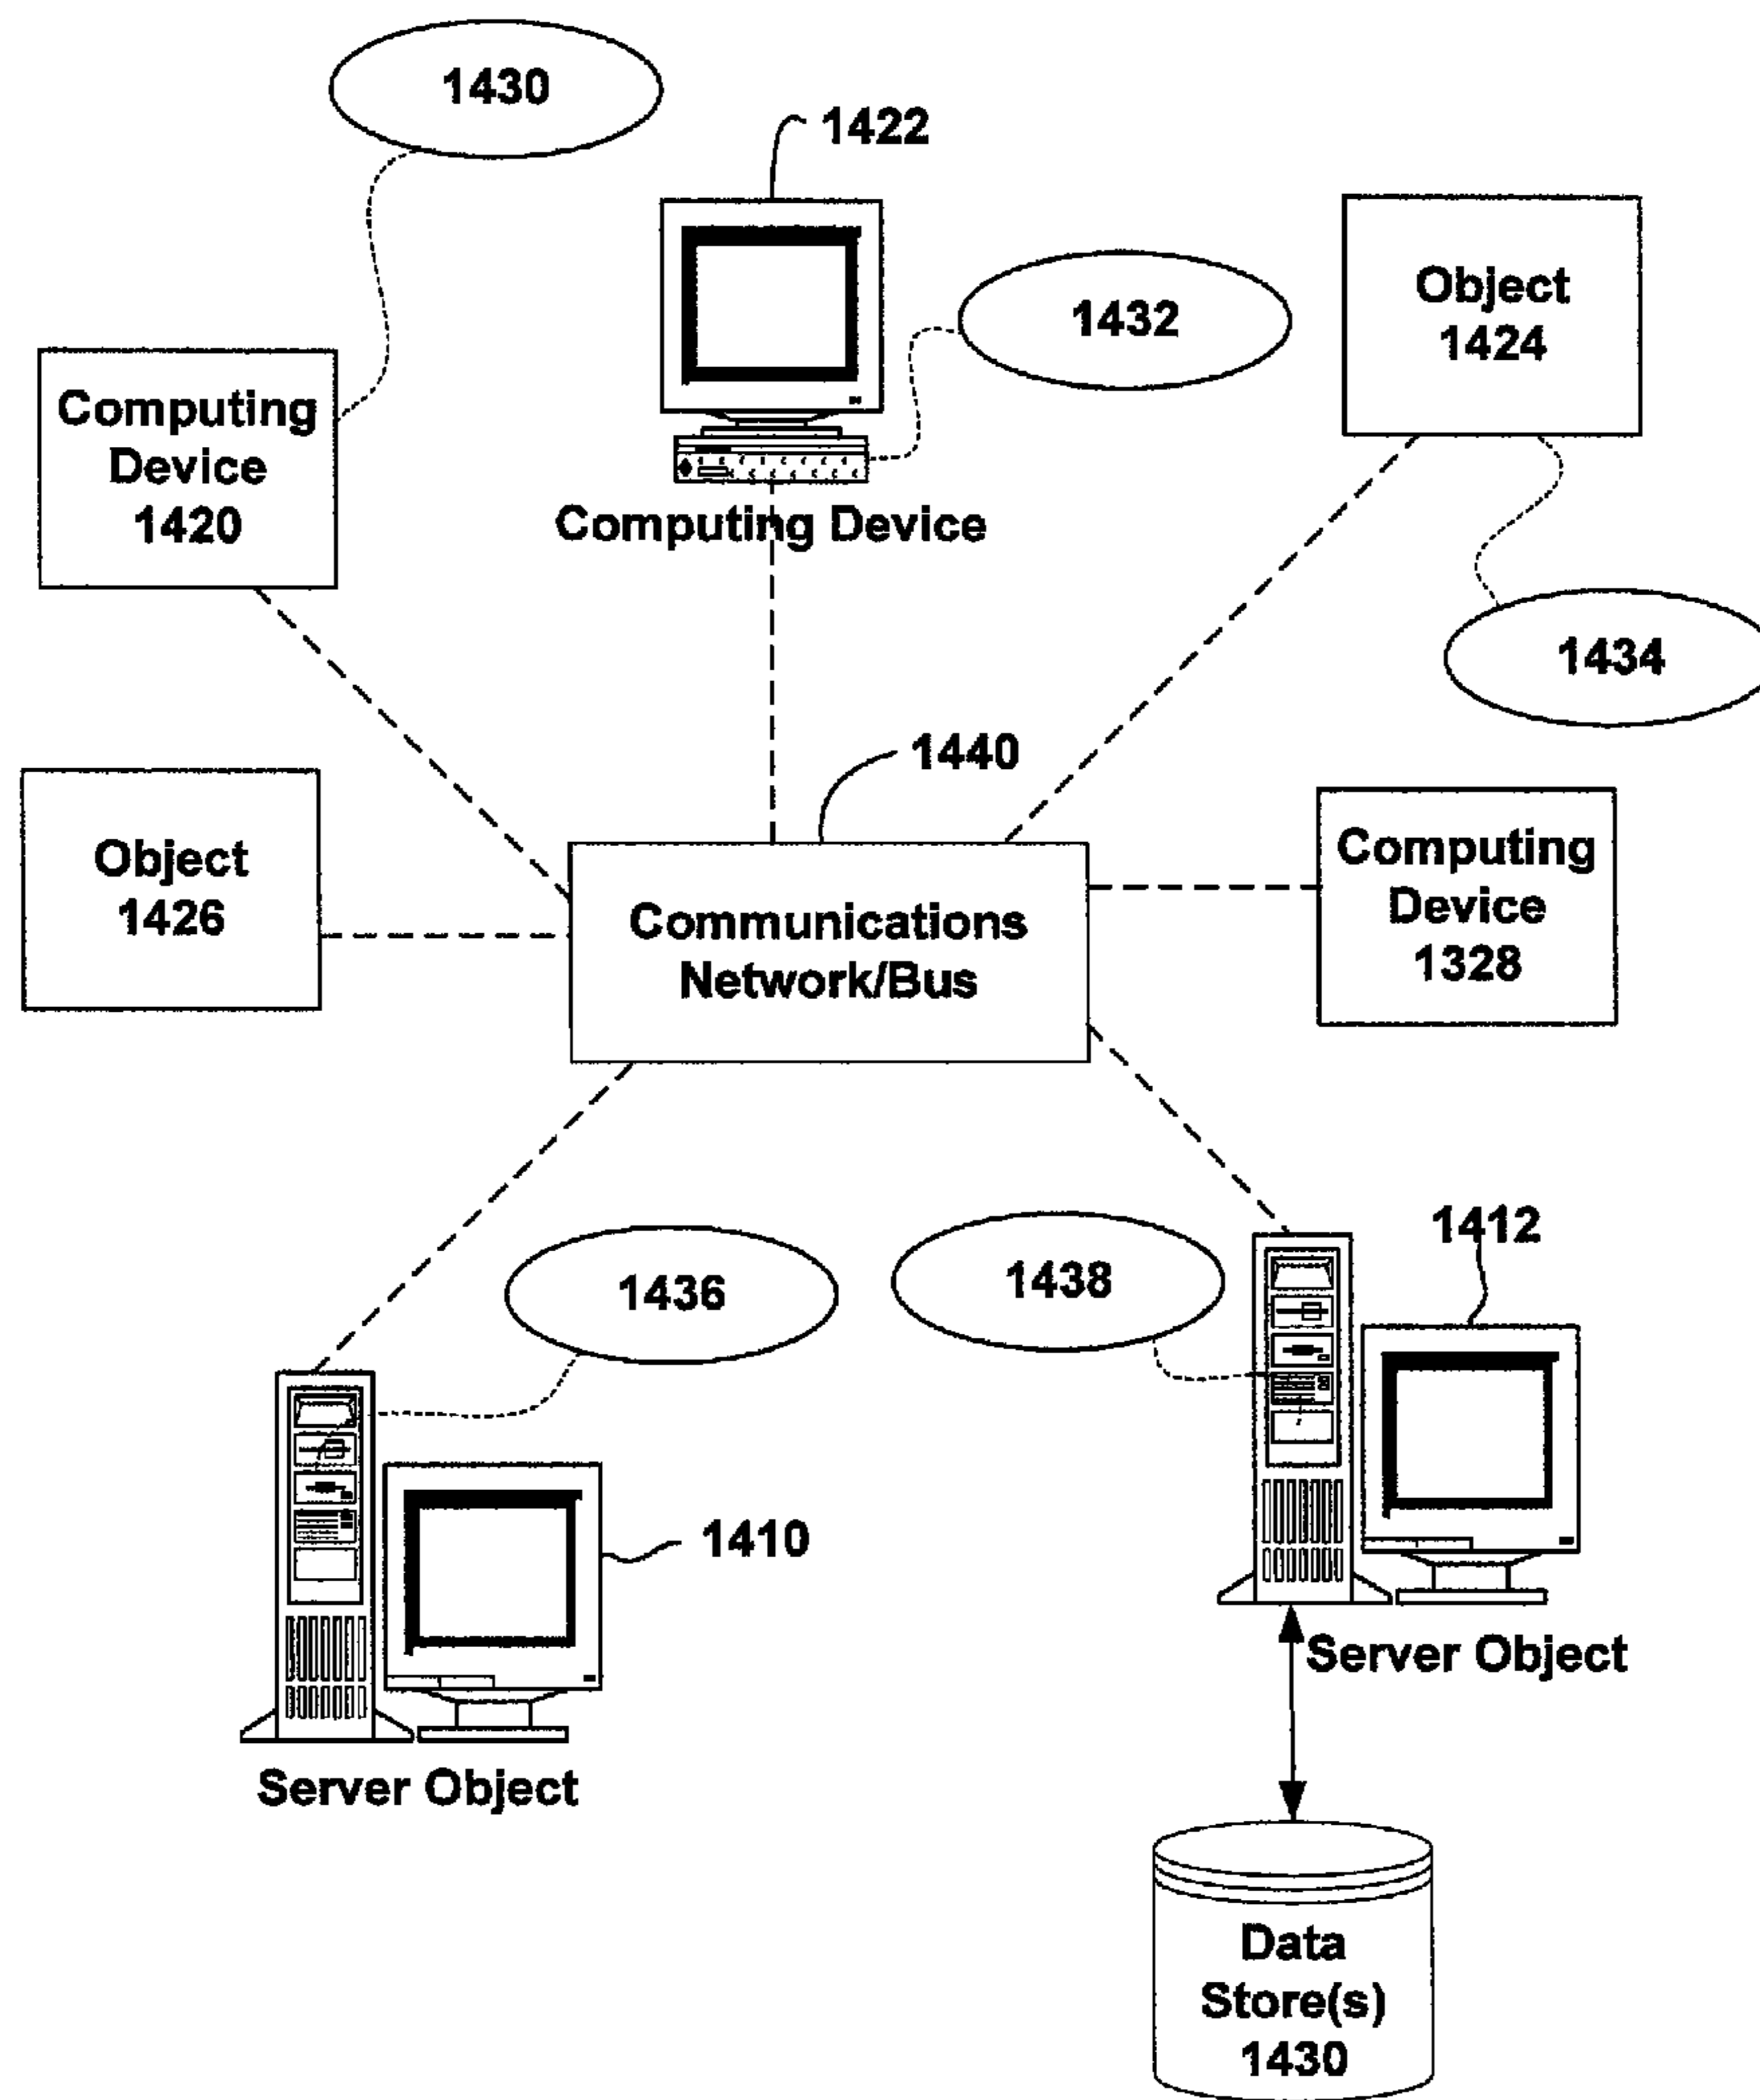 1430
1422
1432
Object
1424
Computing
Device
1420
Computing Device
1434
1440
Object
1426
Communications
Network/Bus
Computing
Device
1328
1436
1438
1412
1410
Server Object
Server Object
Data
Store(s)
1430